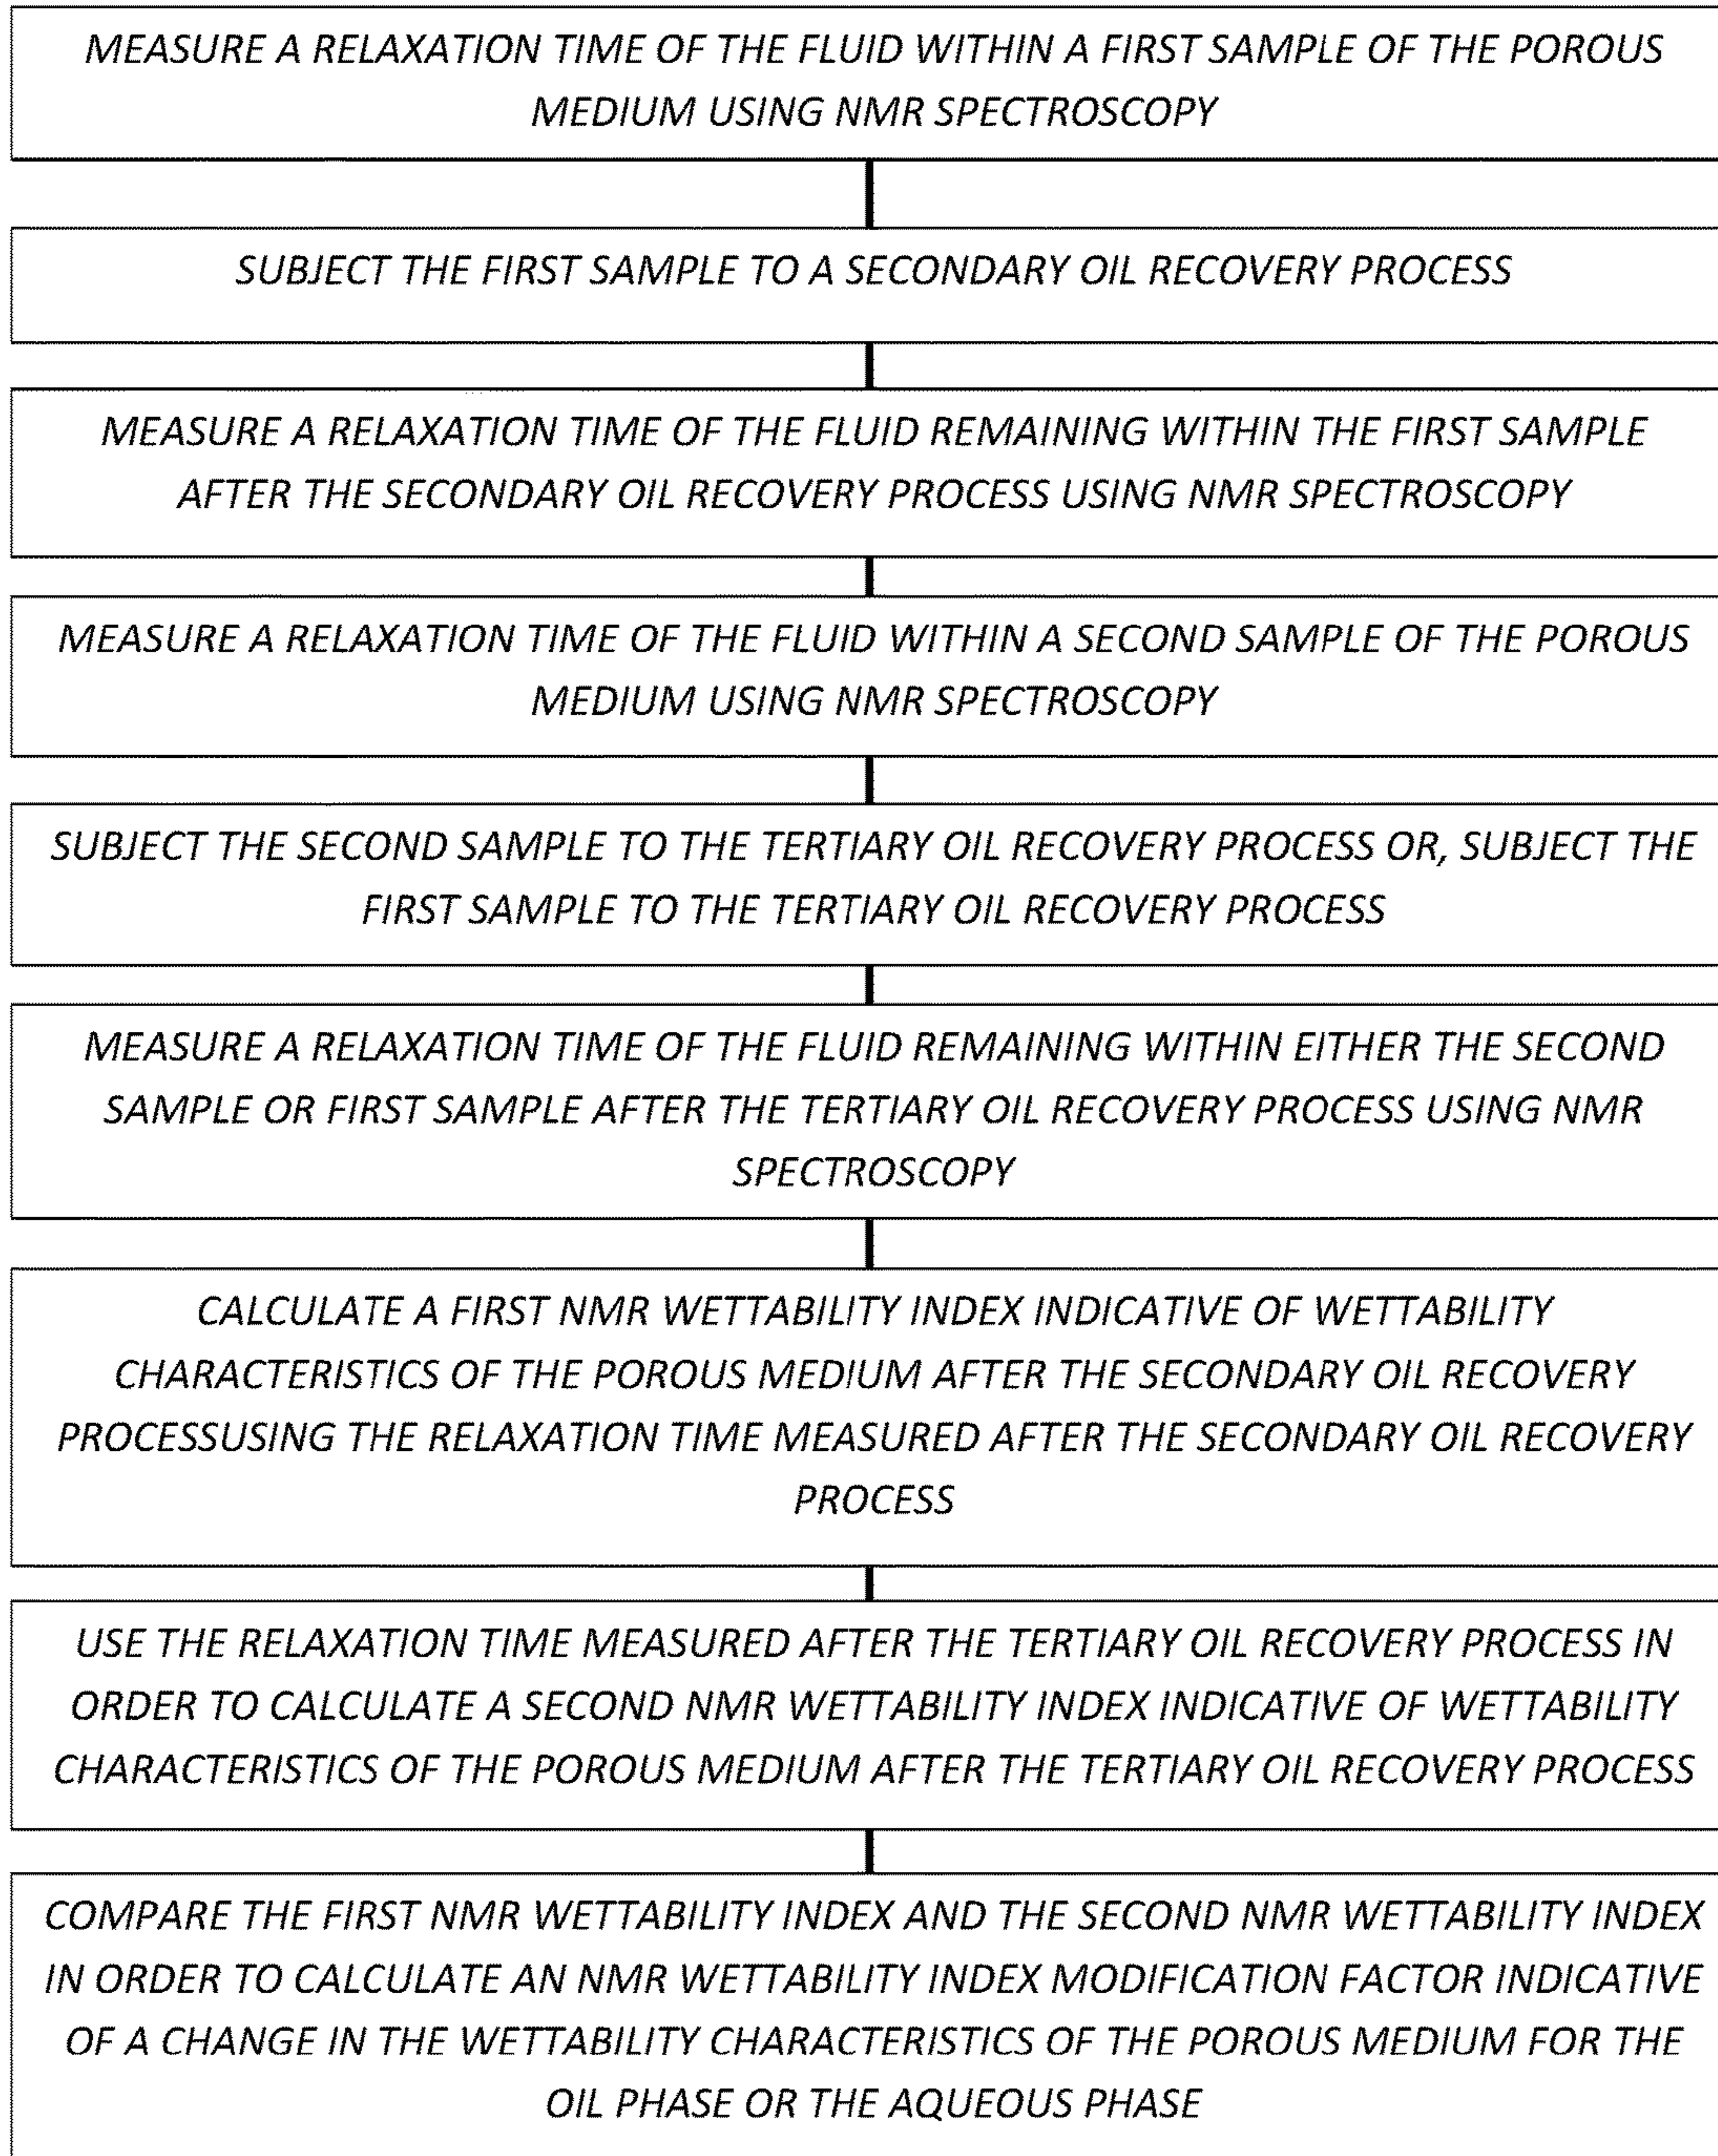 MEASURE A RELAXATION TIME OF THE FLUID WITHIN A FIRST SAMPLE OF THE POROUS
MEDIUM USING NMR SPECTROSCOPY
SUBJECT THE FIRST SAMPLE TO A SECONDARY OIL RECOVERY PROCESS
MEASURE A RELAXATION TIME OF THE FLUID REMAINING WITHIN THE FIRST SAMPLE
AFTER THE SECONDARY OIL RECOVERY PROCESS USING NMR SPECTROSCOPY
MEASURE A RELAXATION TIME OF THE FLUID WITHIN A SECOND SAMPLE OF THE POROUS
MEDIUM USING NMR SPECTROSCOPY
SUBJECT THE SECOND SAMPLE TO THE TERTIARY OIL RECOVERY PROCESS OR, SUBJECT THE
FIRST SAMPLE TO THE TERTIARY OIL RECOVERY PROCESS
MEASURE A RELAXATION TIME OF THE FLUID REMAINING WITHIN EITHER THE SECOND
SAMPLE OR FIRST SAMPLE AFTER THE TERTIARY OIL RECOVERY PROCESS USING NMR
SPECTROSCOPY
CALCULATE A FIRST NMR WETTABILITY INDEX INDICATIVE OF WETTABILITY
CHARACTERISTICS OF THE POROUS MEDIUM AFTER THE SECONDARY OIL RECOVERY
PROCESSUSING THE RELAXATION TIME MEASURED AFTER THE SECONDARY OIL RECOVERY
PROCESS
USE THE RELAXATION TIME MEASURED AFTER THE TERTIARY OIL RECOVERY PROCESS IN
ORDER TO CALCULATE A SECOND NMR WETTABILITY INDEX INDICATIVE OF WETTABILITY
CHARACTERISTICS OF THE POROUS MEDIUM AFTER THE TERTIARY OIL RECOVERY PROCESS
COMPARE THE FIRST NMR WETTABILITY INDEX AND THE SECOND NMR WETTABILITY INDEX
IN ORDER TO CALCULATE AN NMR WETTABILITY INDEX MODIFICATION FACTOR INDICATIVE
OF A CHANGE IN THE WETTABILITY CHARACTERISTICS OF THE POROUS MEDIUM FOR THE
OIL PHASE OR THE AQUEOUS PHASE